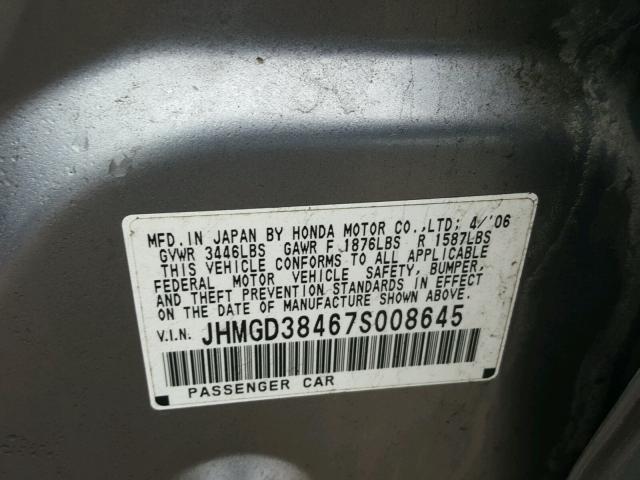 MFD. IN JAPAN BY HONDA MOTOR CO.,LTD; 4/'06
GVWR 3446LBS GAWR F 1876LBS R 1587LBS
THIS VEHICLE CONFORMS TO ALL APPLICABLE
FEDERAL MOTOR VEHICLE SAFETY, BUMPER,
AND THEFT PREVENTION STANDARDS IN EFFECT
ON THE DATE OF MANUFACTURE SHOWN ABOVE.
V.I.N. JHMGD38467S008645
PASSENGER CAR